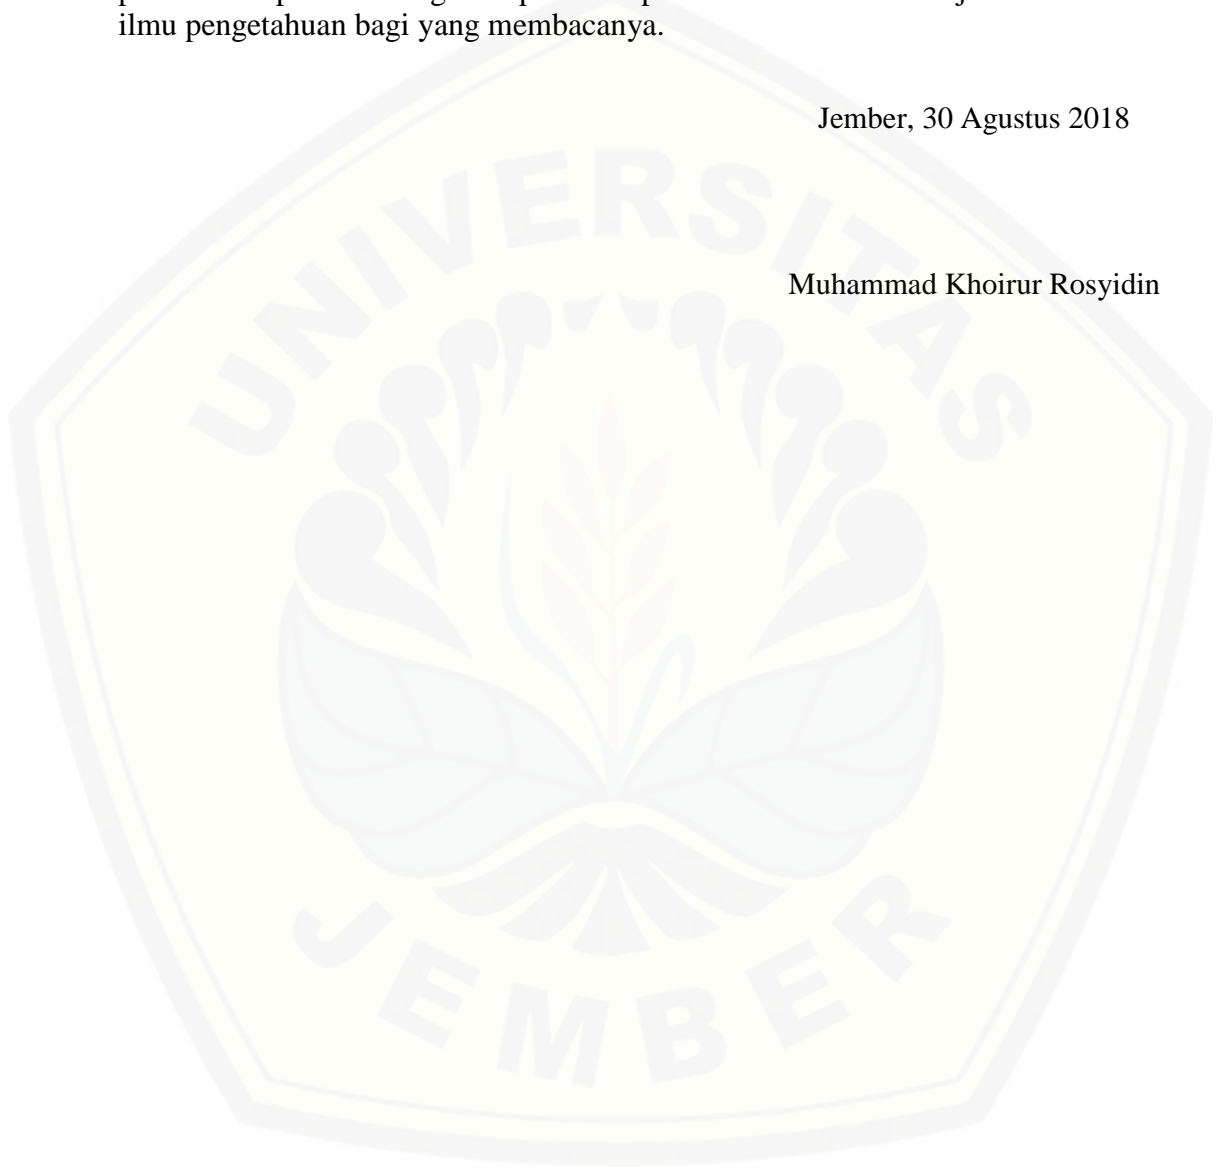 ilmu pengetahuan bagi yang membacanya.
Jember, 30 Agustus 2018
Muhammad Khoirur Rosyidin
UNIVERSITAS
JEMBER